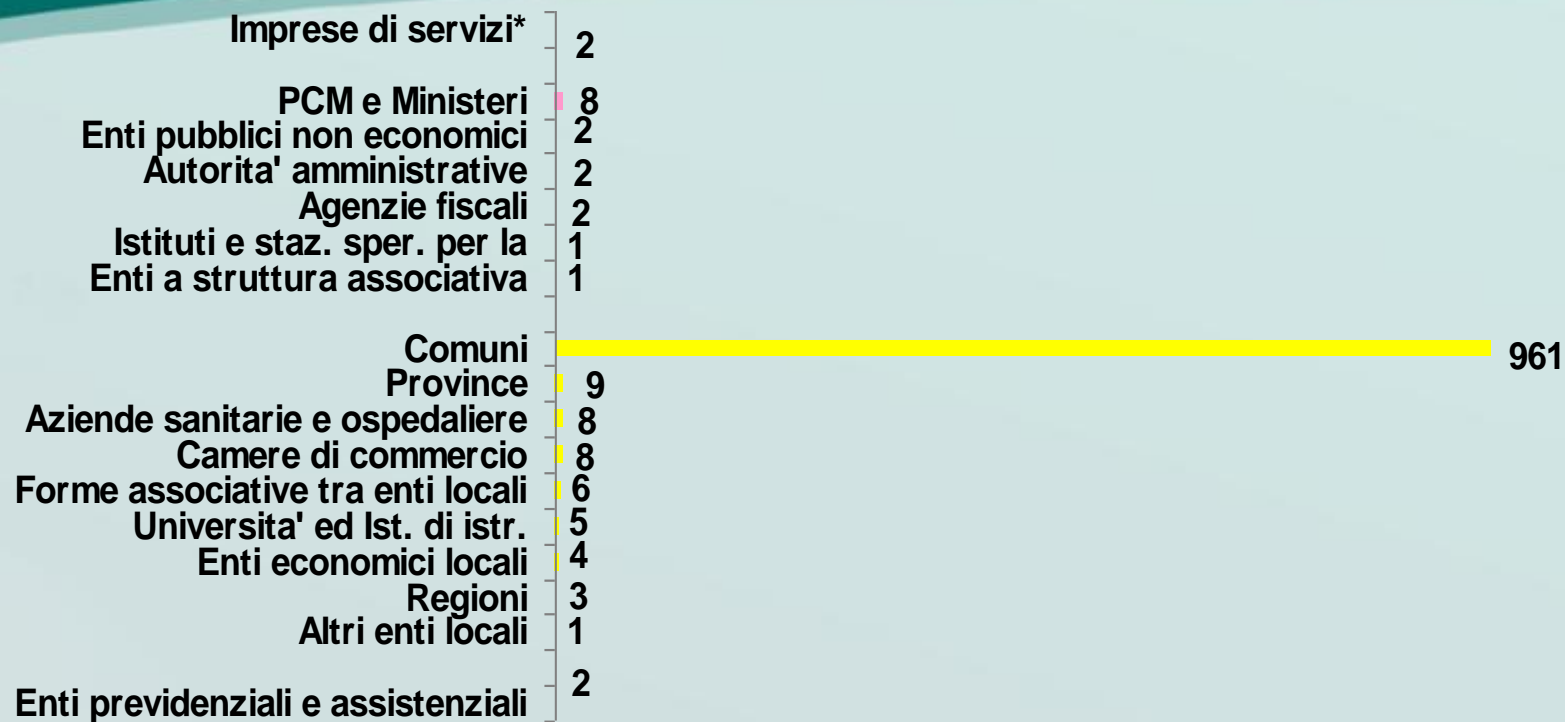 Imprese di servizi* 2
PCM e Ministeri 8
Enti pubblici non economici 2
Autorita' amministrative 2
Agenzie fiscali 2
Istituti e staz. sper. per la 1
Enti a struttura associativa 1
Comuni 961
Province 9
Aziende sanitarie e ospedaliere 8
Camere di commercio 8
Forme associative tra enti locali 6
Universita' ed Ist. di istr. 5
Enti economici locali 4
Regioni 3
Altri enti locali 1
Enti previdenziali e assistenziali 2